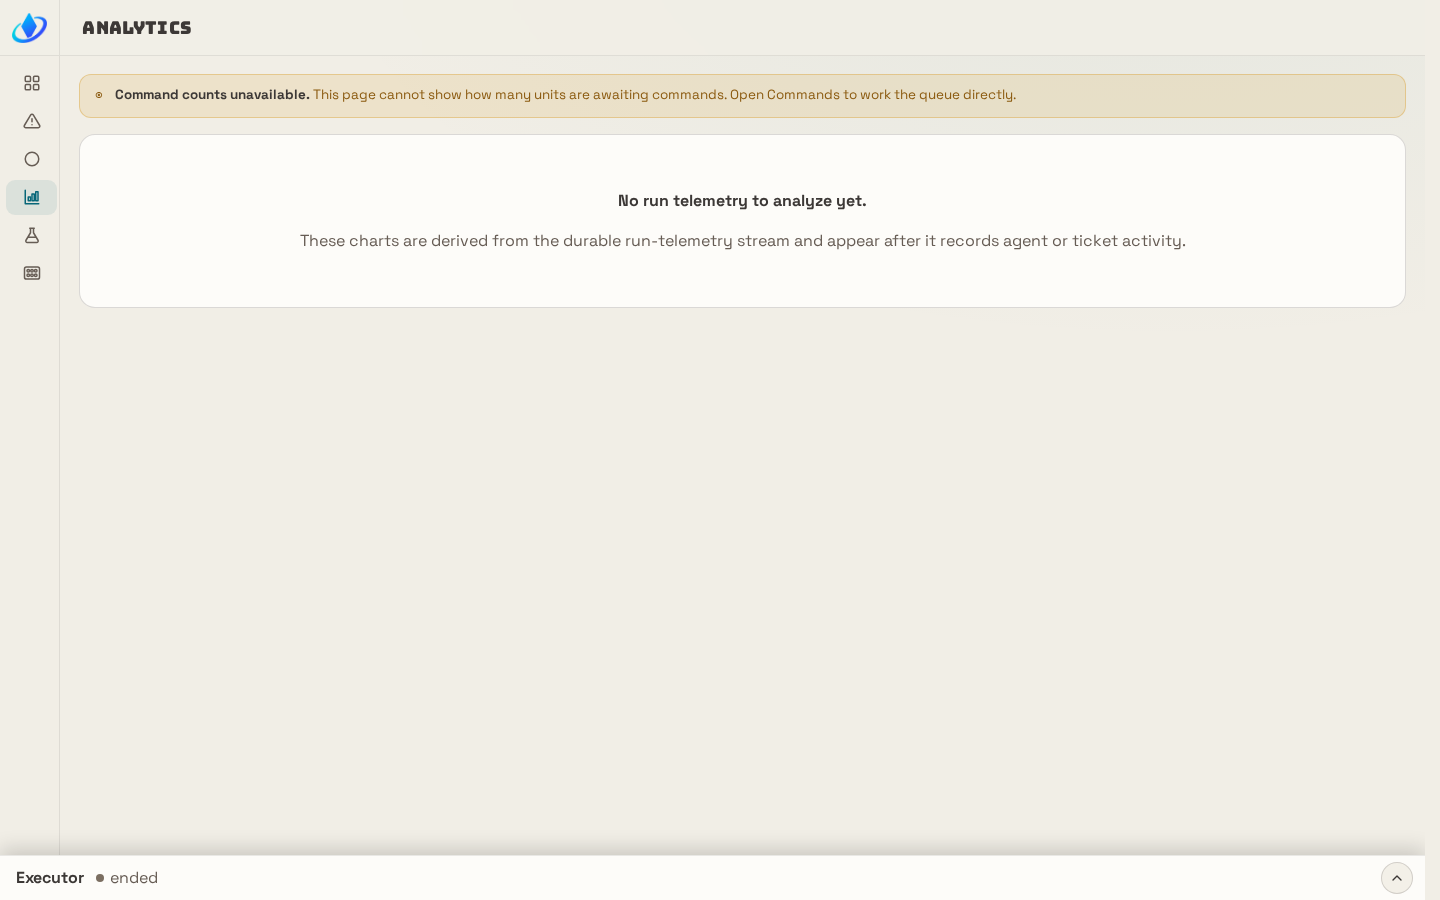 ANALYTICS
Command counts unavailable. This page cannot show how many units are awaiting commands. Open Commands to work the queue directly.
No run telemetry to analyze yet.
These charts are derived from the durable run-telemetry stream and appear after it records agent or ticket activity.
Executor ended